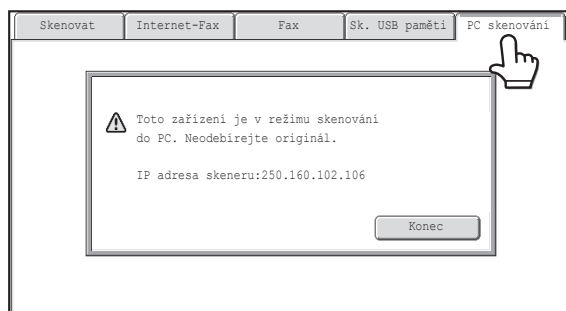 Skenovat
Internet-Fax
Fax
Sk. USB paměti
PC skenování
Toto zařízení je v režimu skenování
do PC. Neodebírejte originál.
IP adresa skeneru:250.160.102.106
Konec